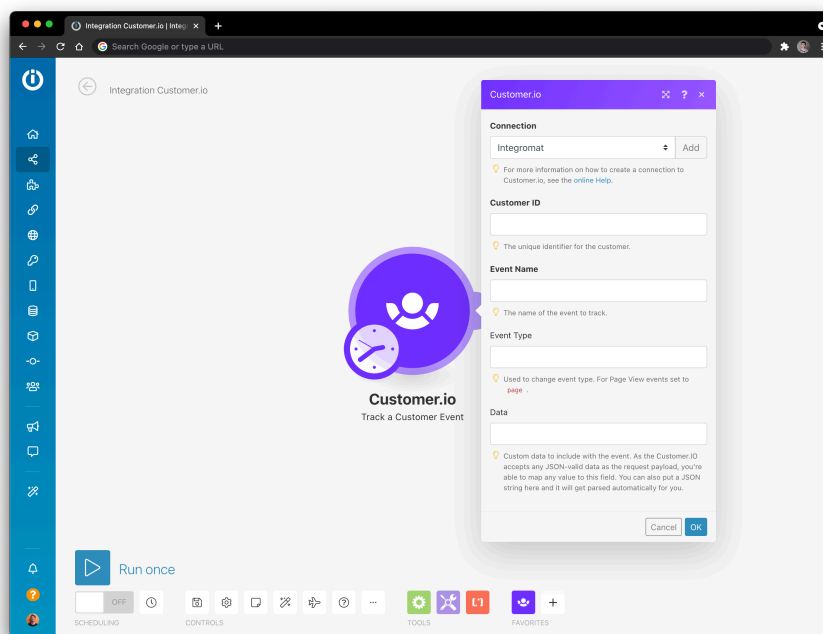 Integration Customer.io | Integ
Search Google or type a URL
Integration Customer.io
Customer.io
?
Connection
Integromat
Add
For more information on how to create a connection to
Customer.io, see the online Help.
Customer ID
The unique identifier for the customer.
Event Name
The name of the event to track.
Event Type
Used to change event type. For Page View events set to
page .
Data
Custom data to include with the event. As the Customer.IO
accepts any JSON-valid data as the request payload, you're
able to map any value to this field. You can also put a JSON
string here and it will get parsed automatically for you.
Cancel
OK
Customer.io
Track a Customer Event
Run once
OFF
SCHEDULING
CONTROLS
TOOLS
FAVORITES